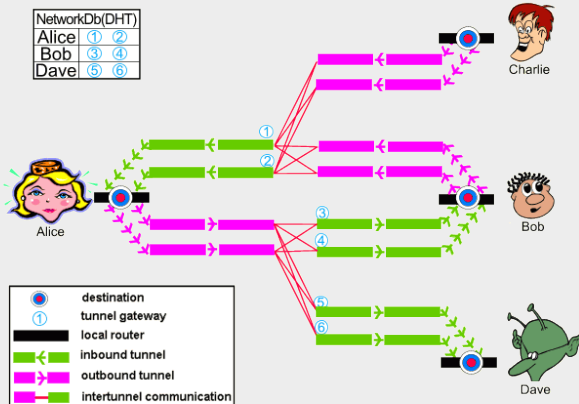 NetworkDb(DHT)
Alice ① ②
Bob ③ ④
Dave ⑤ ⑥
Charlie
①
②
Alice
③
④
Bob
⑤
⑥
Dave
destination
① tunnel gateway
local router
inbound tunnel
outbound tunnel
intertunnel communication